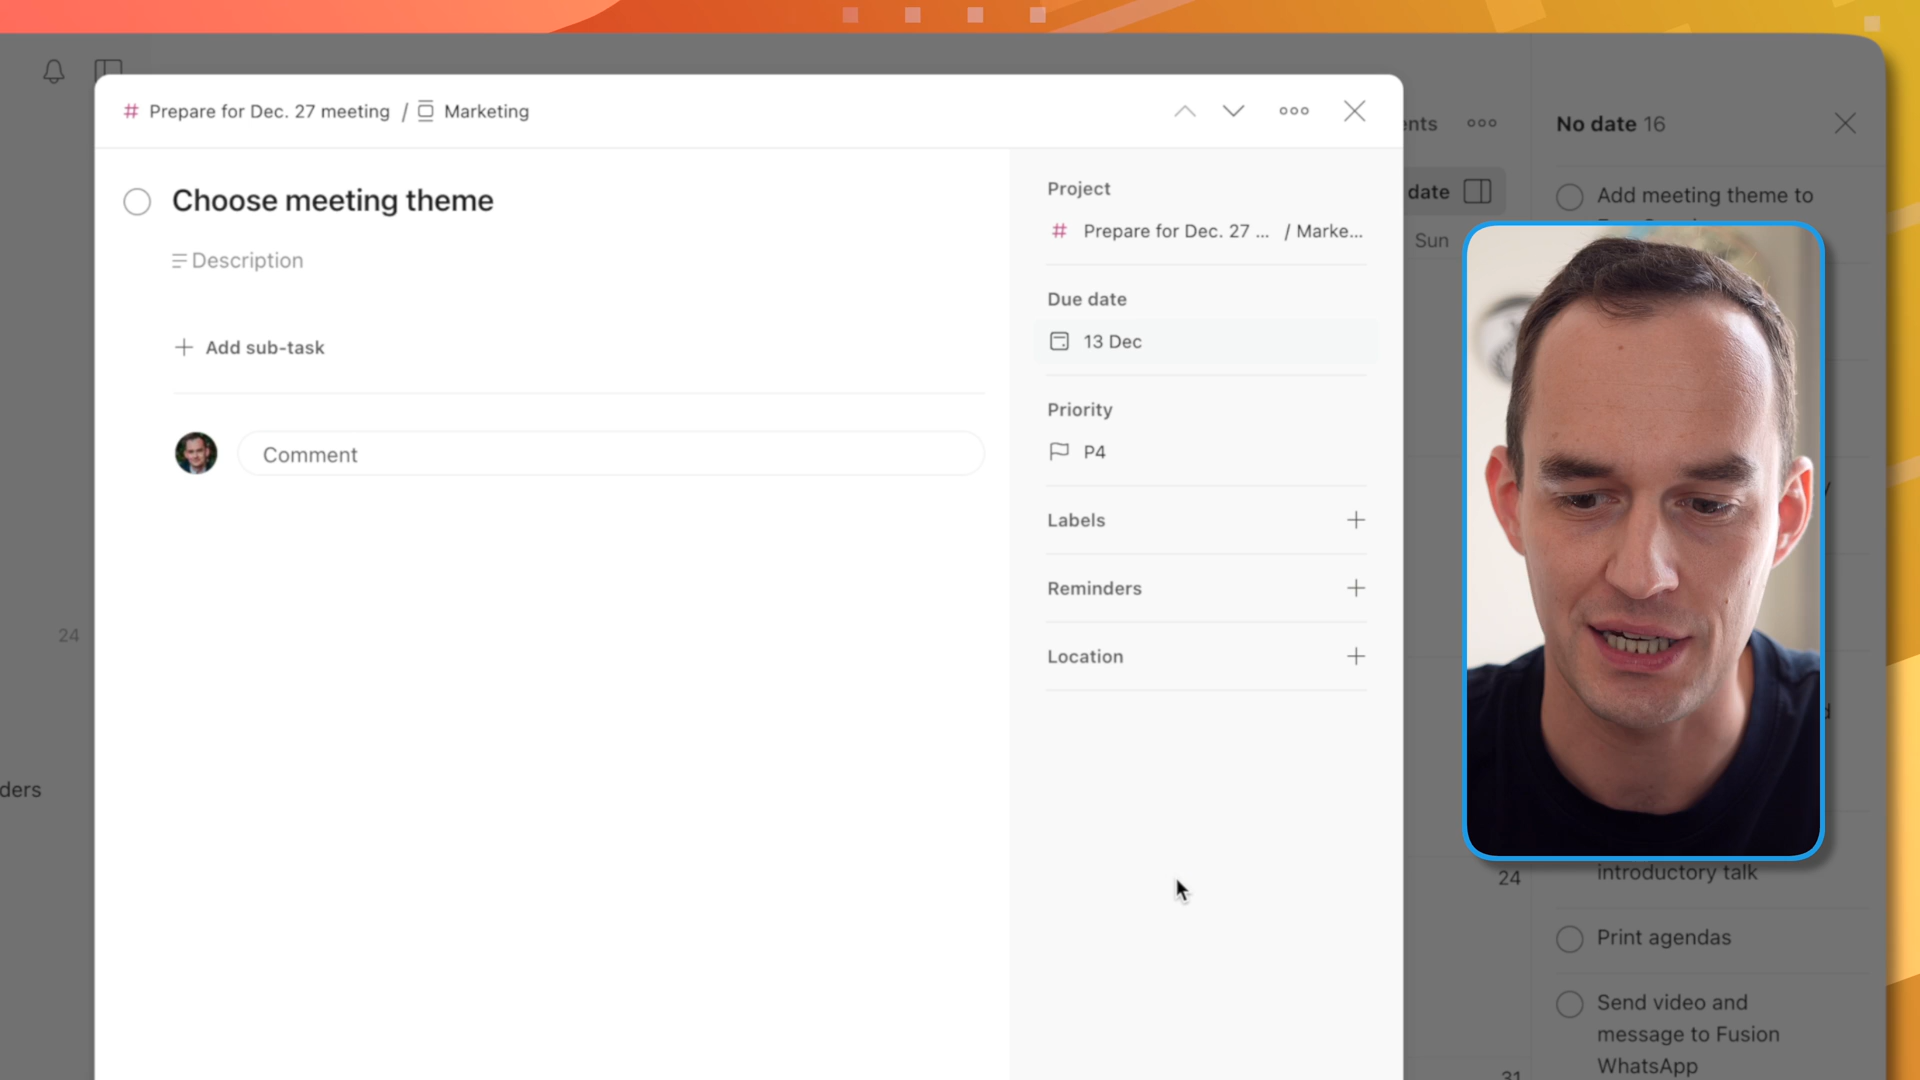 # Prepare for Dec. 27 meeting / Marketing
Choose meeting theme
Description
+ Add sub-task
Comment
Project
# Prepare for Dec. 27 ... / Marke...
Due date
13 Dec
Priority
P4
Labels +
Reminders +
Location +
24
ders
ents
date
Sun
24
31
No date 16
Add meeting theme to
introductory talk
Print agendas
Send video and
message to Fusion
WhatsApp